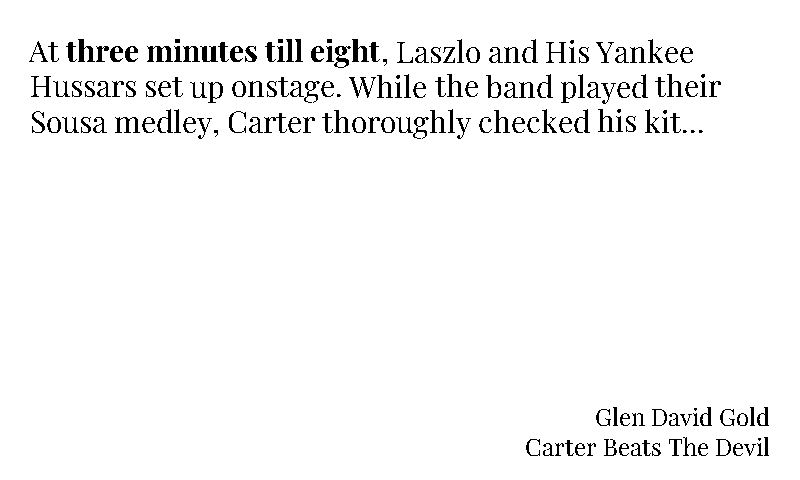 At three minutes till eight, Laszlo and His Yankee
Hussars set up onstage. While the band played their
Sousa medley, Carter thoroughly checked his kit...
Glen David Gold
Carter Beats The Devil